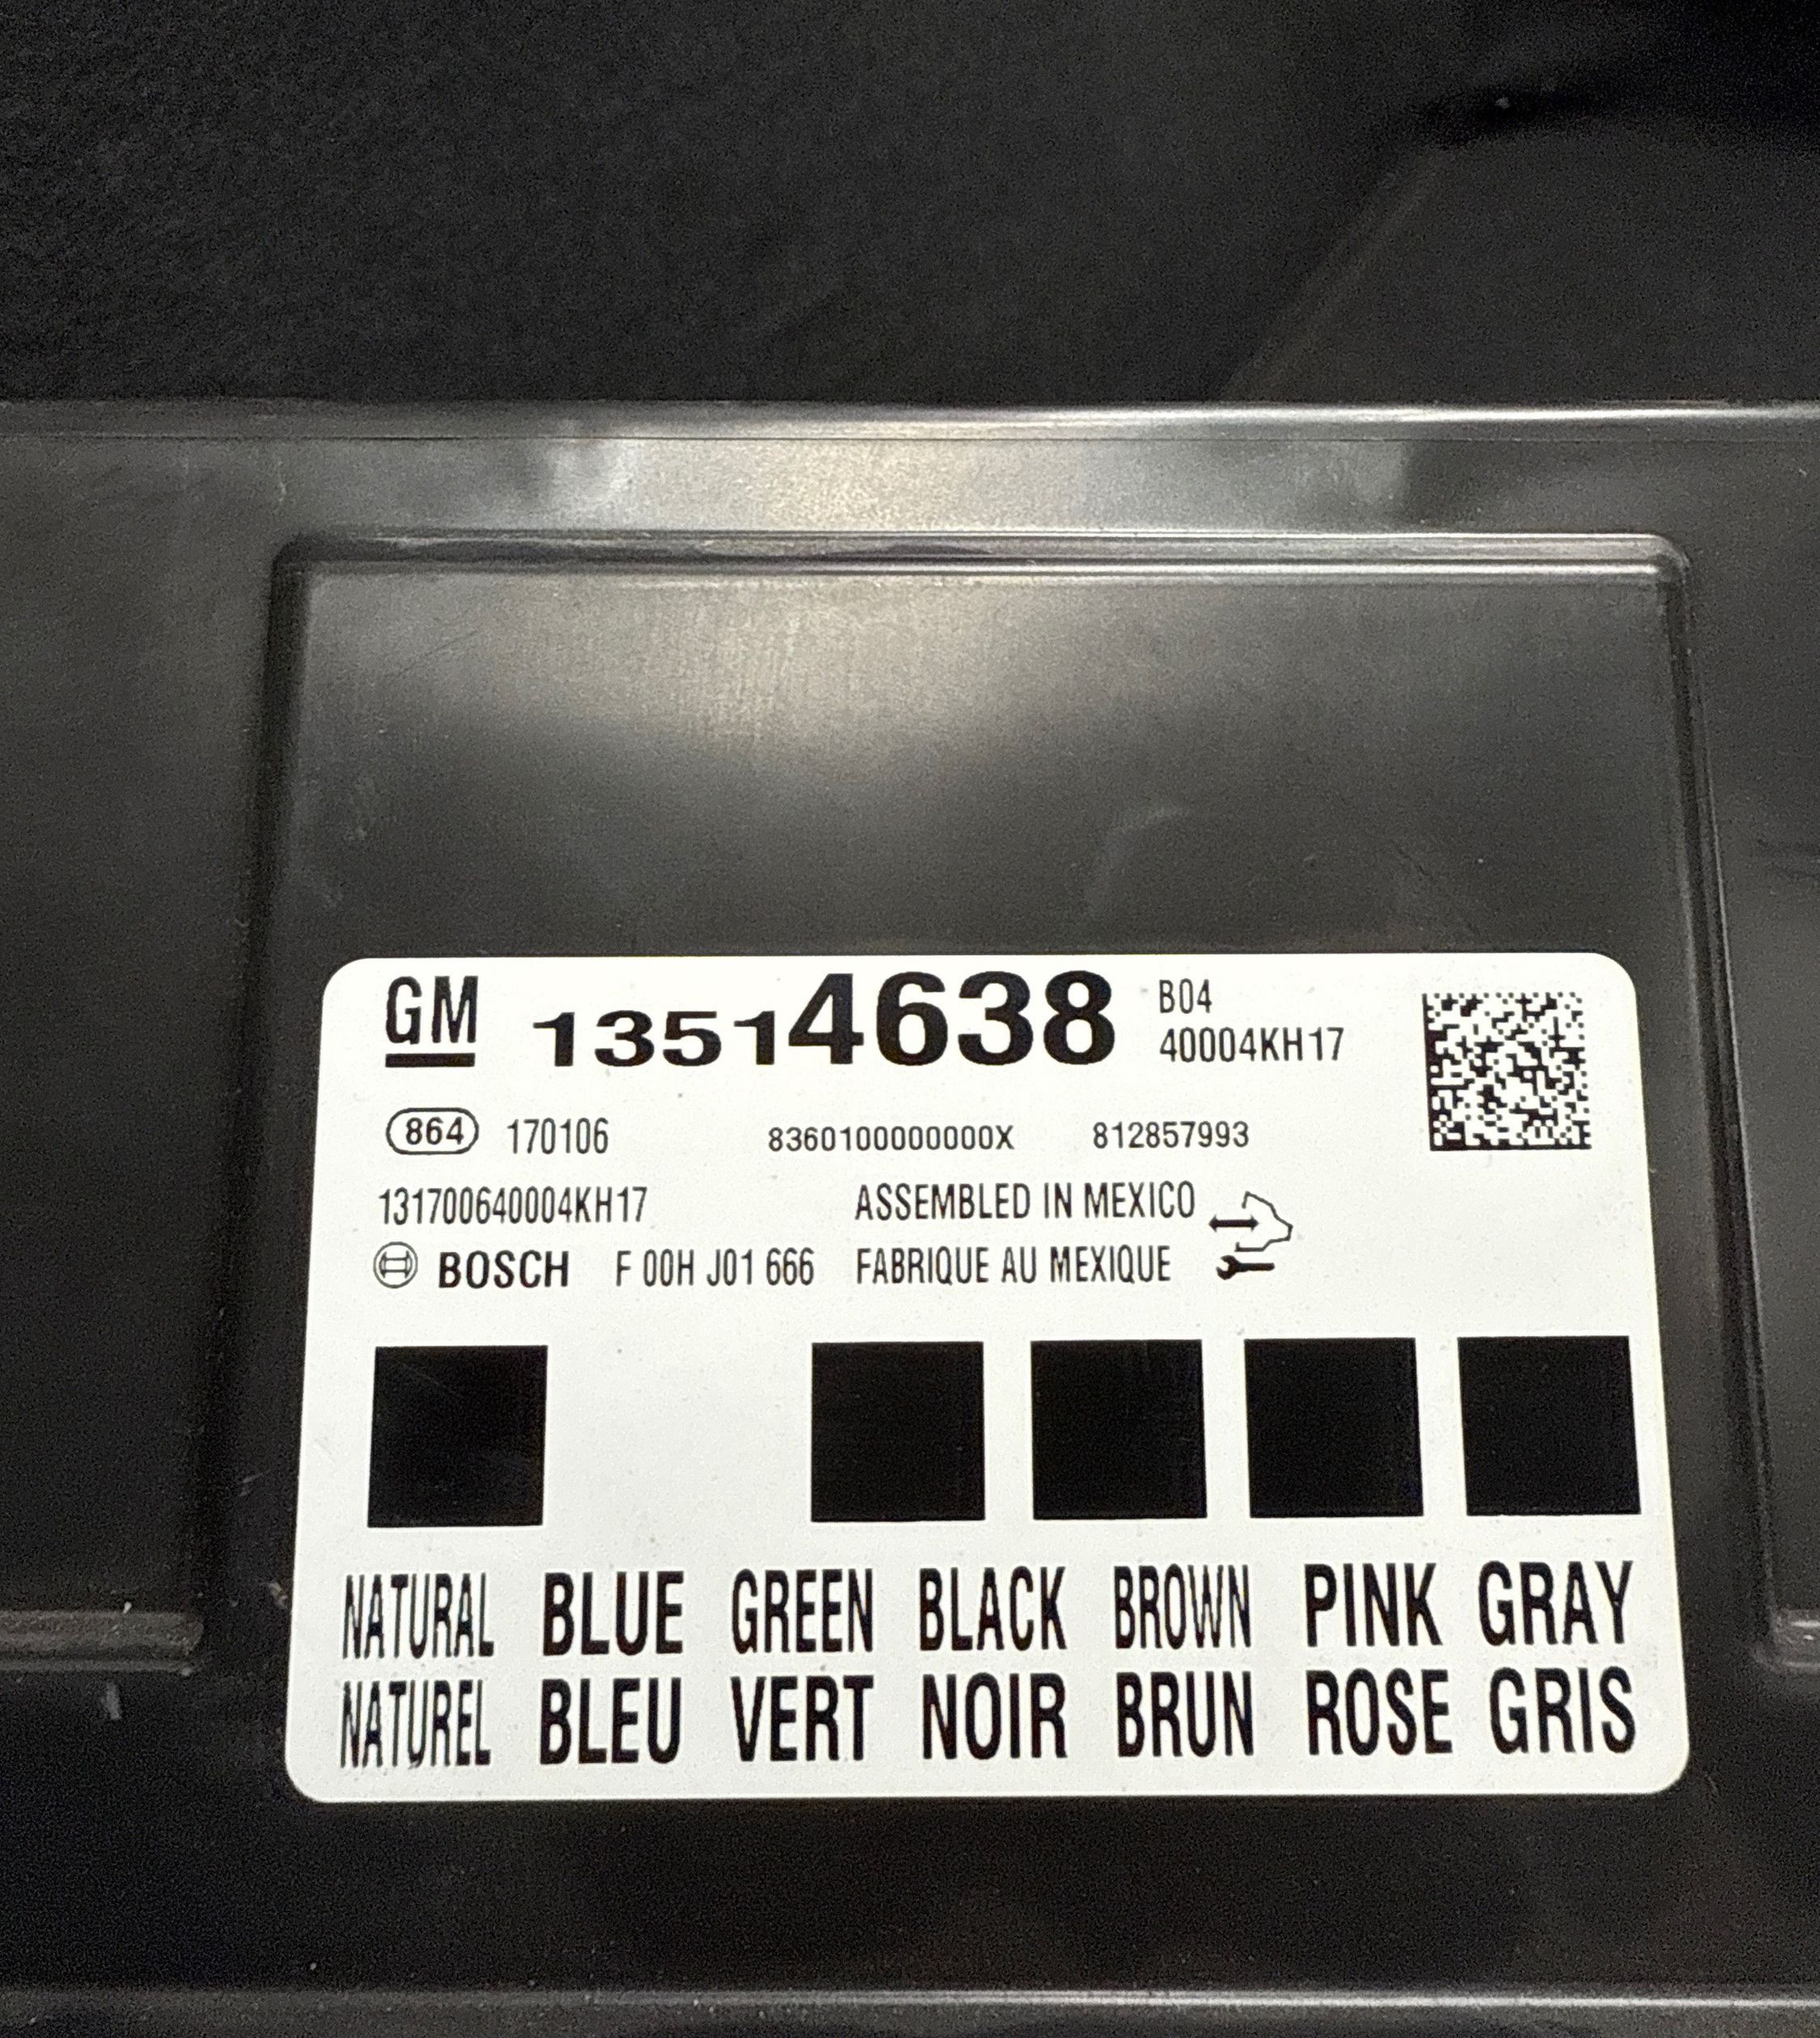 GM 13514638 B04
40004KH17
864 170106 8360100000000X 812857993
131700640004KH17 ASSEMBLED IN MEXICO
BOSCH F 00H J01 666 FABRIQUE AU MEXIQUE
NATURAL BLUE GREEN BLACK BROWN PINK GRAY
NATUREL BLEU VERT NOIR BRUN ROSE GRIS